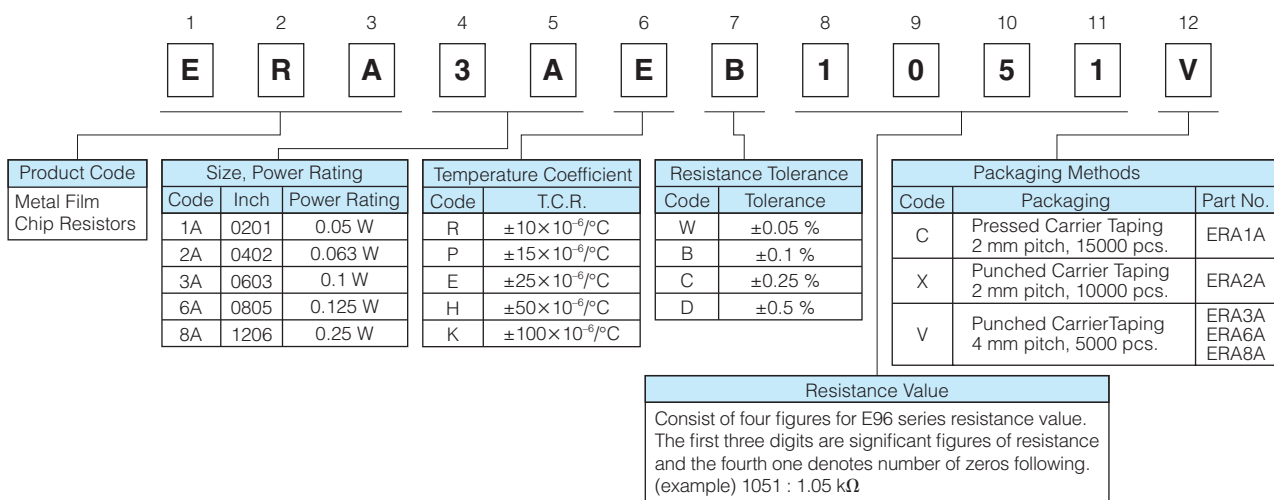 1 2 3 4 5 6 7 8 9 10 11 12
E R A 3 A E B 1 0 5 1 V
Product Code
Metal Film
Chip Resistors
Size, Power Rating
Code Inch Power Rating
1A 0201 0.05 W
2A 0402 0.063 W
3A 0603 0.1 W
6A 0805 0.125 W
8A 1206 0.25 W
Temperature Coefficient
Code T.C.R.
R ±10×10⁻⁶/°C
P ±15×10⁻⁶/°C
E ±25×10⁻⁶/°C
H ±50×10⁻⁶/°C
K ±100×10⁻⁶/°C
Resistance Tolerance
Code Tolerance
W ±0.05 %
B ±0.1 %
C ±0.25 %
D ±0.5 %
Packaging Methods
Code Packaging Part No.
C Pressed Carrier Taping
2 mm pitch, 15000 pcs. ERA1A
X Punched Carrier Taping
2 mm pitch, 10000 pcs. ERA2A
V Punched CarrierTaping
4 mm pitch, 5000 pcs.
ERA3A
ERA6A
ERA8A
Resistance Value
Consist of four figures for E96 series resistance value.
The first three digits are significant figures of resistance
and the fourth one denotes number of zeros following.
(example) 1051 : 1.05 kΩ